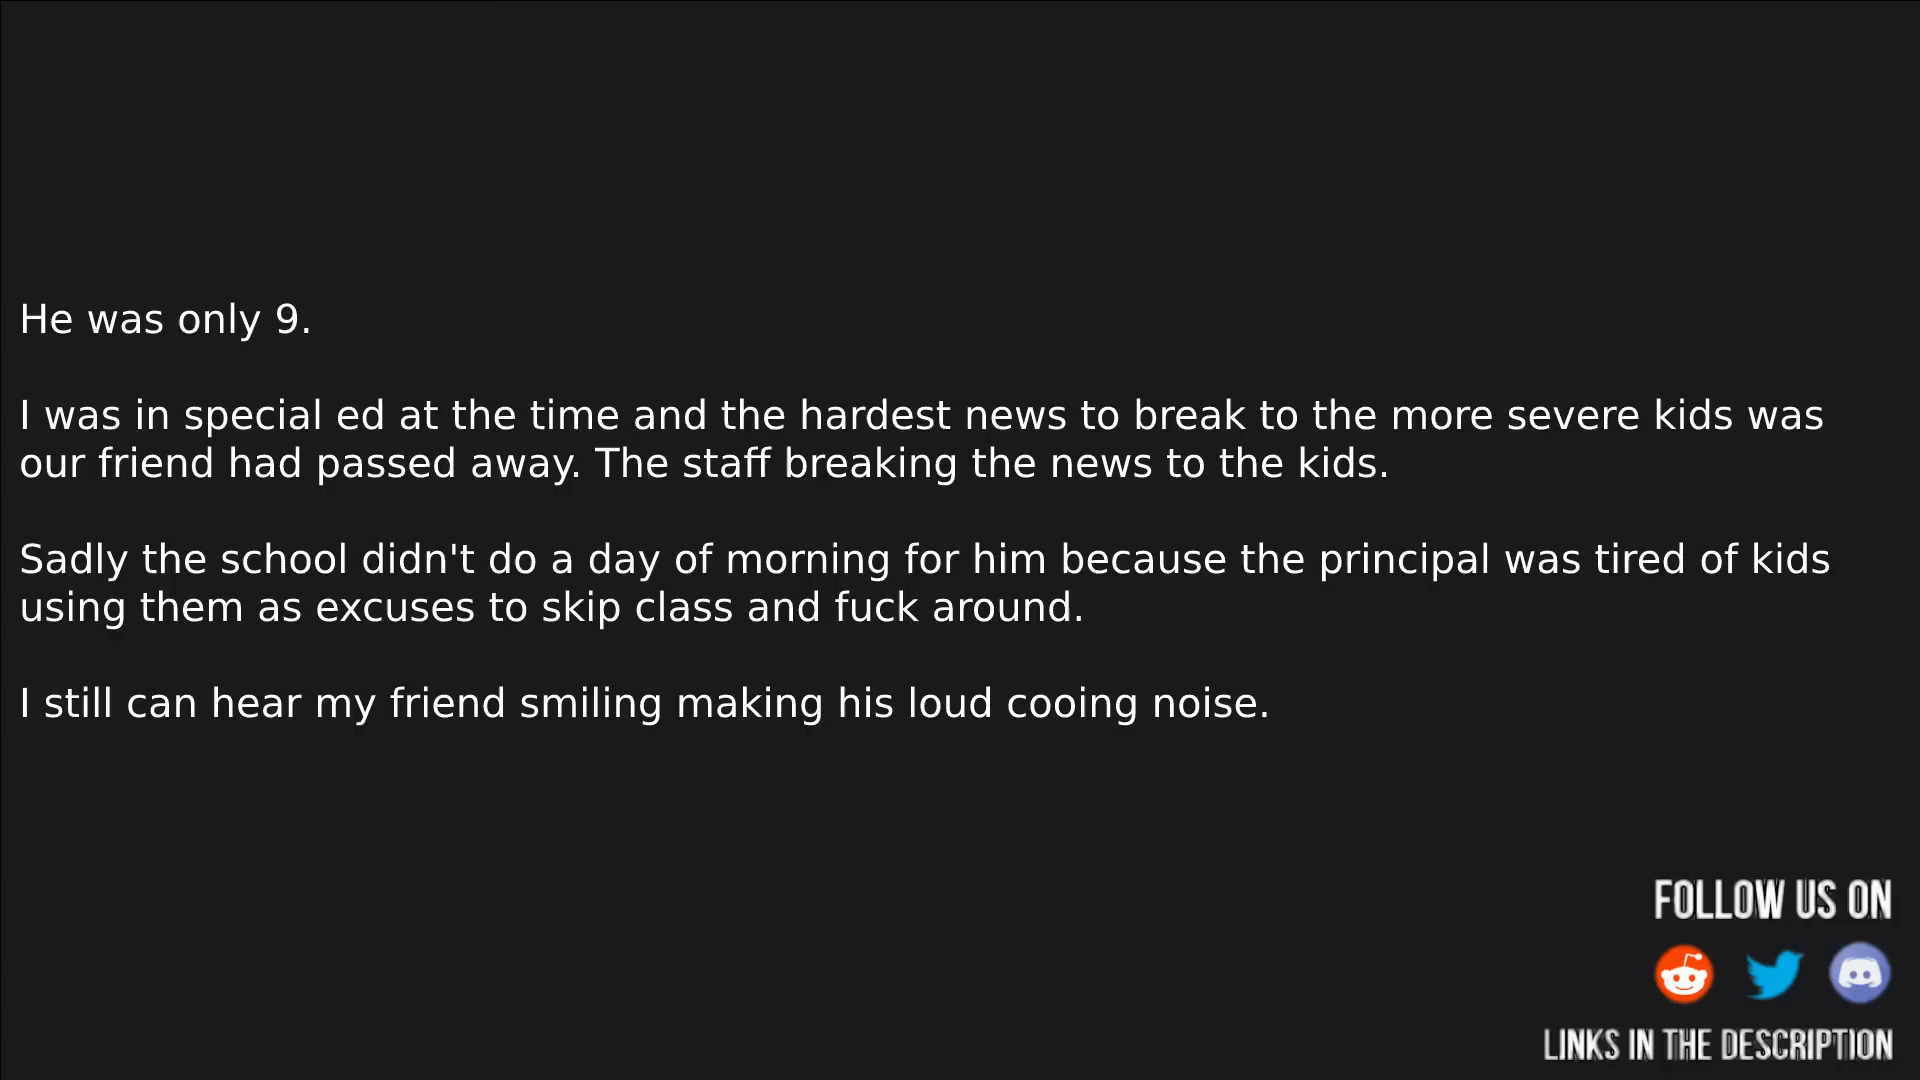 He was only 9.
I was in special ed at the time and the hardest news to break to the more severe kids was
our friend had passed away. The staff breaking the news to the kids.
Sadly the school didn't do a day of morning for him because the principal was tired of kids
using them as excuses to skip class and fuck around.
I still can hear my friend smiling making his loud cooing noise.
FOLLOW US ON
LINKS IN THE DESCRIPTION